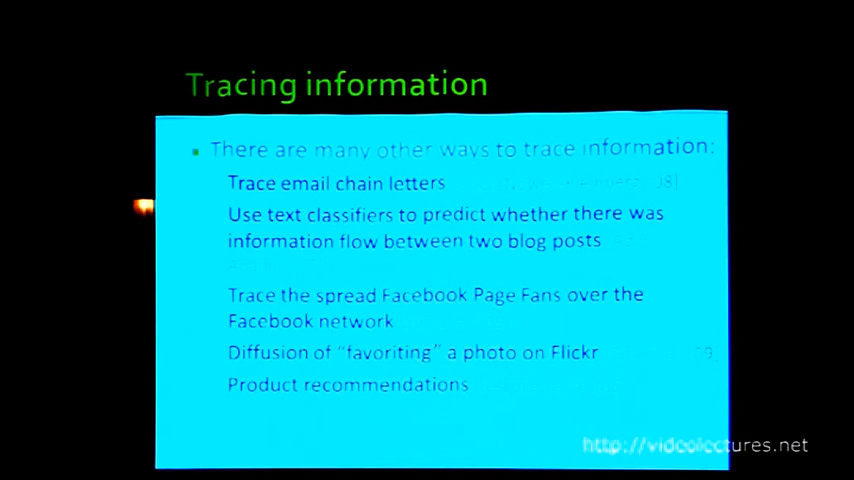 Tracing information
There are many other ways to trace information:
Trace email chain letters
Use text classifiers to predict whether there was
information flow between two blog posts
Trace the spread Facebook Page Fans over the
Facebook network
Diffusion of “favoriting” a photo on Flickr
Product recommendations
http://videolectures.net